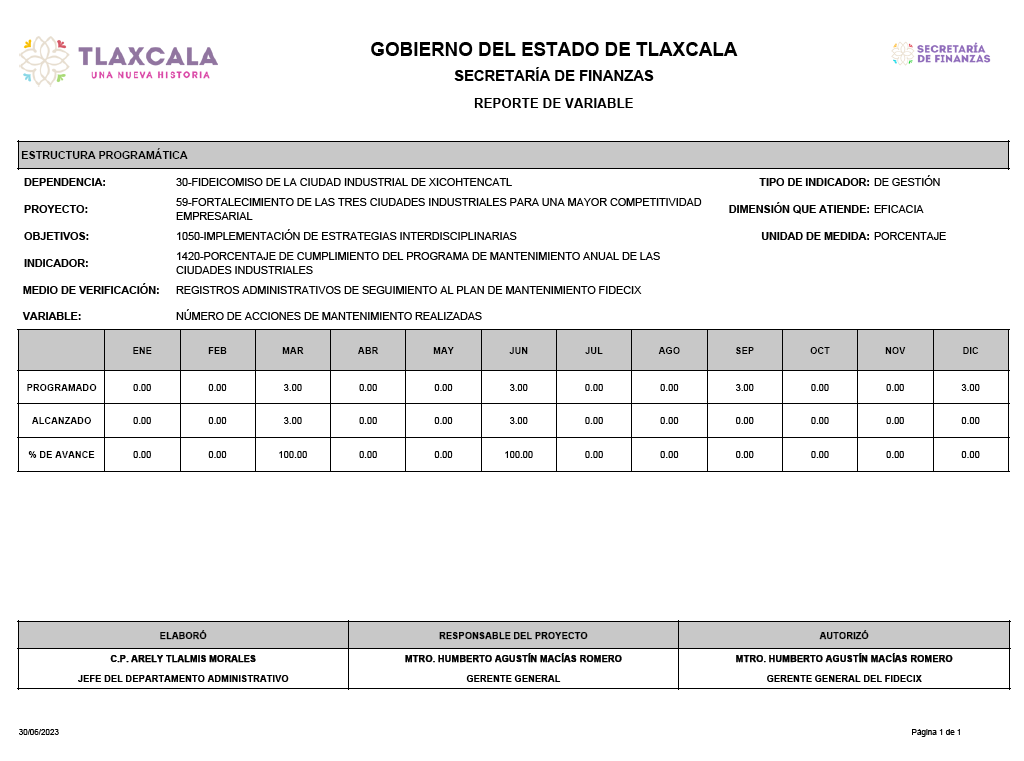 TLAXCALA
UNA NUEVA HISTORIA
GOBIERNO DEL ESTADO DE TLAXCALA
SECRETARÍA DE FINANZAS
REPORTE DE VARIABLE
SECRETARÍA
DE FINANZAS
ESTRUCTURA PROGRAMÁTICA
DEPENDENCIA: 30-FIDEICOMISO DE LA CIUDAD INDUSTRIAL DE XICOHTENCATL TIPO DE INDICADOR: DE GESTIÓN
PROYECTO: 59-FORTALECIMIENTO DE LAS TRES CIUDADES INDUSTRIALES PARA UNA MAYOR COMPETITIVIDAD
EMPRESARIAL DIMENSIÓN QUE ATIENDE: EFICACIA
OBJETIVOS: 1050-IMPLEMENTACIÓN DE ESTRATEGIAS INTERDISCIPLINARIAS UNIDAD DE MEDIDA: PORCENTAJE
INDICADOR: 1420-PORCENTAJE DE CUMPLIMIENTO DEL PROGRAMA DE MANTENIMIENTO ANUAL DE LAS
CIUDADES INDUSTRIALES
MEDIO DE VERIFICACIÓN: REGISTROS ADMINISTRATIVOS DE SEGUIMIENTO AL PLAN DE MANTENIMIENTO FIDECIX
VARIABLE: NÚMERO DE ACCIONES DE MANTENIMIENTO REALIZADAS
ENE FEB MAR ABR MAY JUN JUL AGO SEP OCT NOV DIC
PROGRAMADO 0.00 0.00 3.00 0.00 0.00 3.00 0.00 0.00 3.00 0.00 0.00 3.00
ALCANZADO 0.00 0.00 3.00 0.00 0.00 3.00 0.00 0.00 0.00 0.00 0.00 0.00
% DE AVANCE 0.00 0.00 100.00 0.00 0.00 100.00 0.00 0.00 0.00 0.00 0.00 0.00
ELABORÓ RESPONSABLE DEL PROYECTO AUTORIZÓ
C.P. ARELY TLALMIS MORALES MTRO. HUMBERTO AGUSTÍN MACÍAS ROMERO MTRO. HUMBERTO AGUSTÍN MACÍAS ROMERO
JEFE DEL DEPARTAMENTO ADMINISTRATIVO GERENTE GENERAL GERENTE GENERAL DEL FIDECIX
30/06/2023 Página 1 de 1